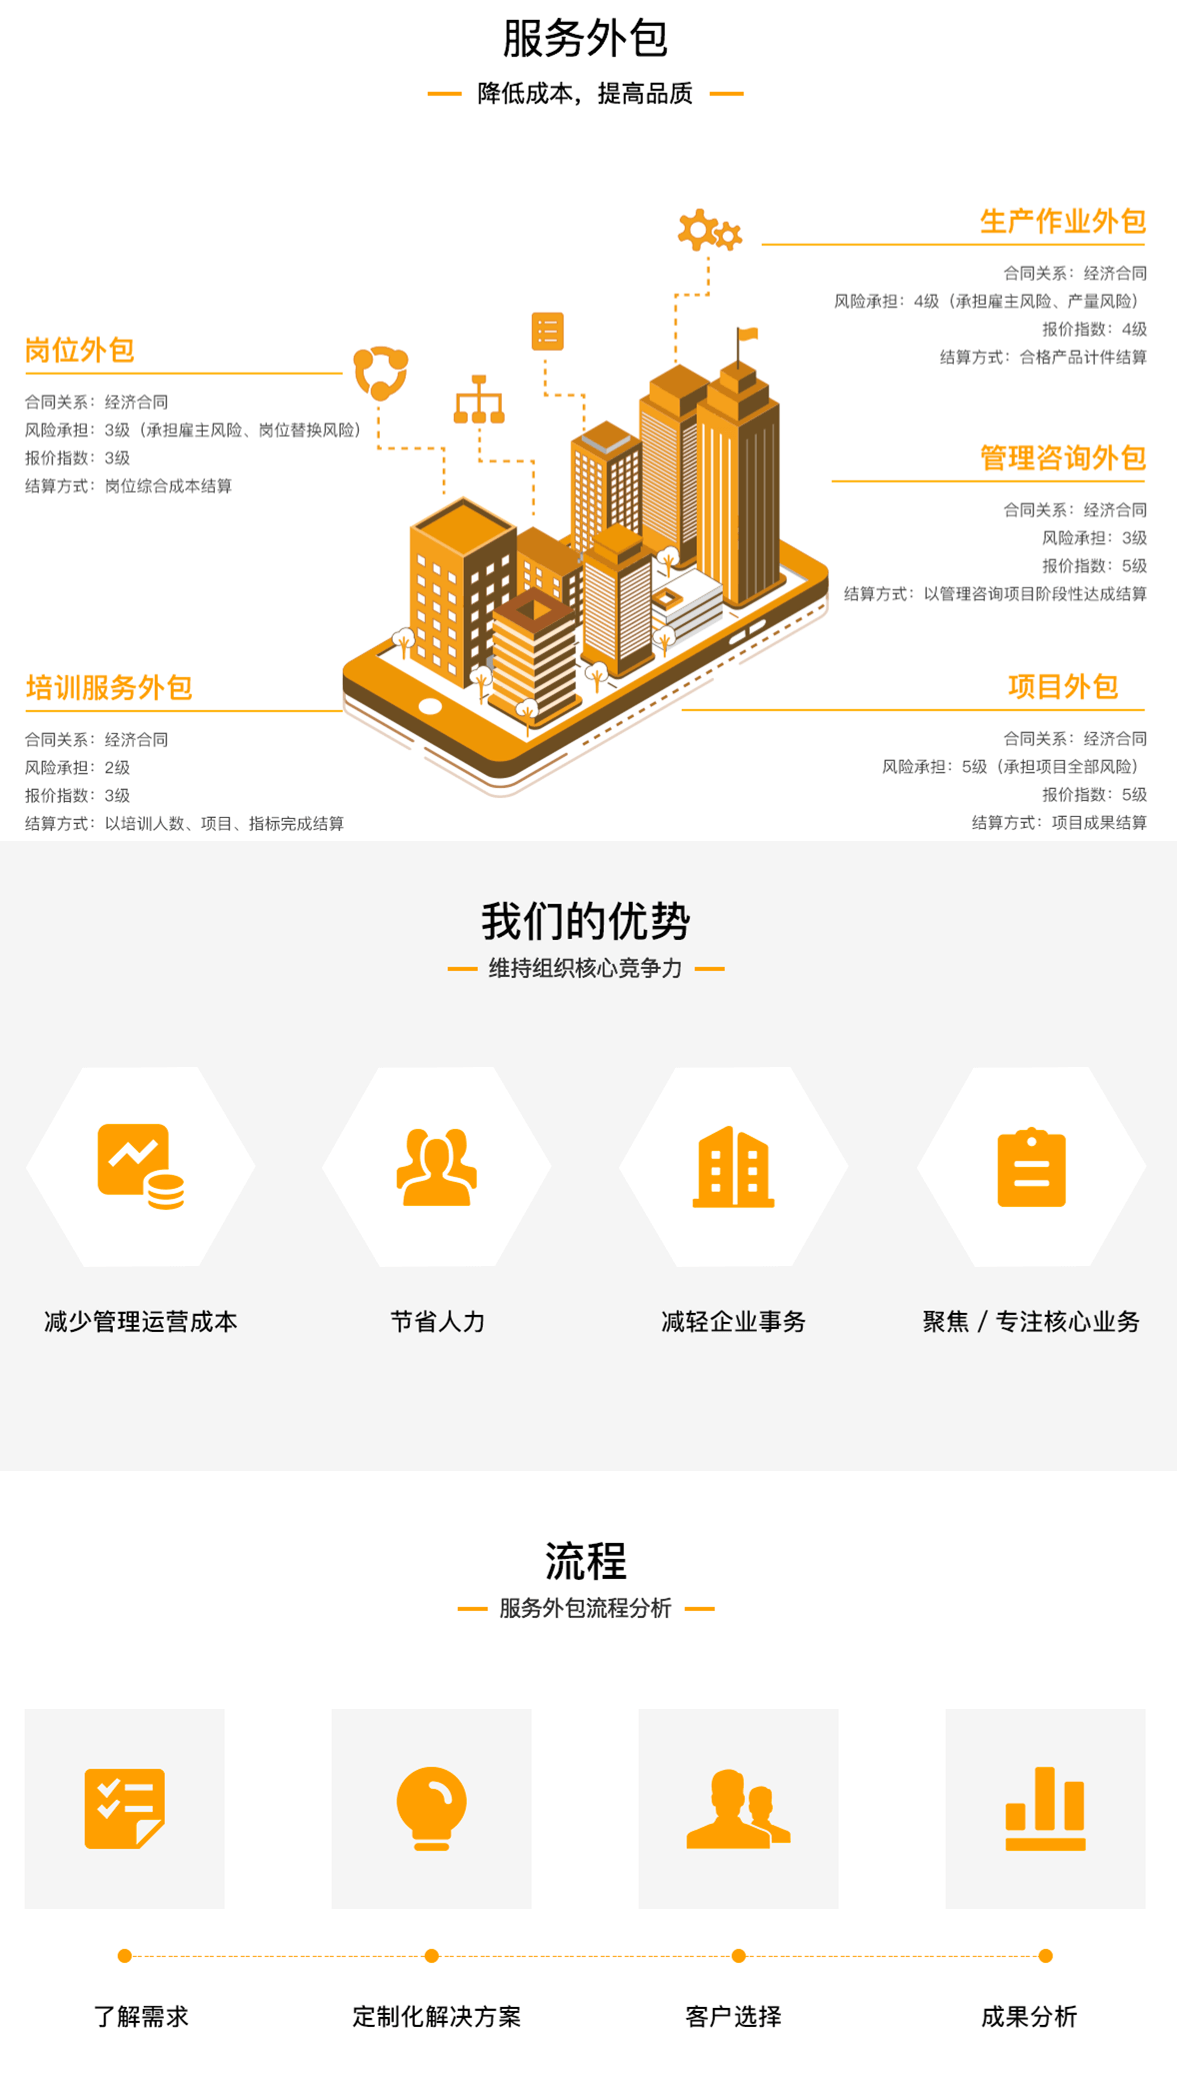 服务外包
降低成本，提高品质
生产作业外包
合同关系：经济合同
风险承担：4级（承担雇主风险、产量风险）
报价指数：4级
结算方式：合格产品计件结算
岗位外包
合同关系：经济合同
风险承担：3级（承担雇主风险、岗位替换风险）
报价指数：3级
结算方式：岗位综合成本结算
管理咨询外包
合同关系：经济合同
风险承担：3级
报价指数：5级
结算方式：以管理咨询项目阶段性达成结算
培训服务外包
合同关系：经济合同
风险承担：2级
报价指数：3级
结算方式：以培训人数、项目、指标完成结算
项目外包
合同关系：经济合同
风险承担：5级（承担项目全部风险）
报价指数：5级
结算方式：项目成果结算
我们的优势
维持组织核心竞争力
减少管理运营成本
节省人力
减轻企业事务
聚焦 / 专注核心业务
流程
服务外包流程分析
了解需求
定制化解决方案
客户选择
成果分析